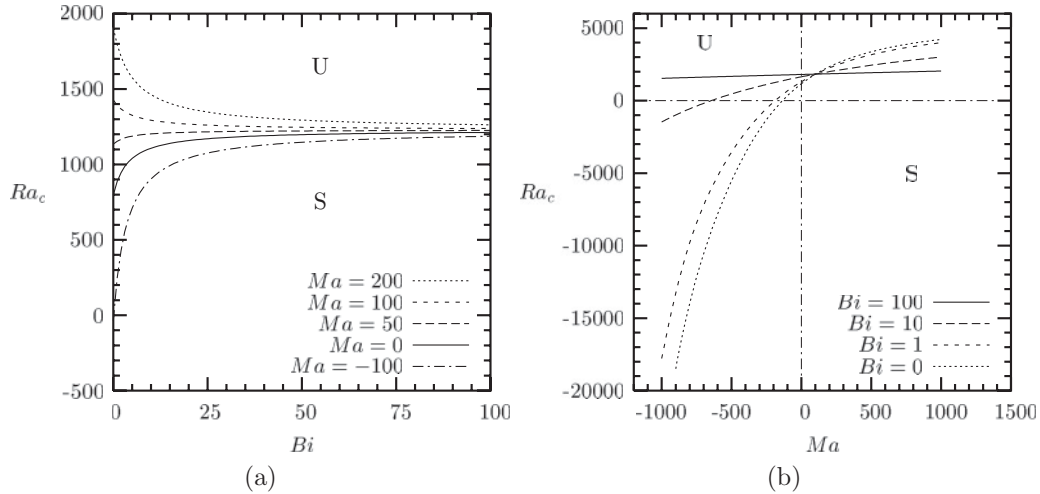 2000
1500
1000
500
0
-500
Ra_c
U
S
Ma = 200
Ma = 100
Ma = 50
Ma = 0
Ma = −100
0 25 50 75 100
Bi
(a)
5000
0
-5000
-10000
-15000
-20000
Ra_c
U
S
Bi = 100
Bi = 10
Bi = 1
Bi = 0
-1000 -500 0 500 1000 1500
Ma
(b)